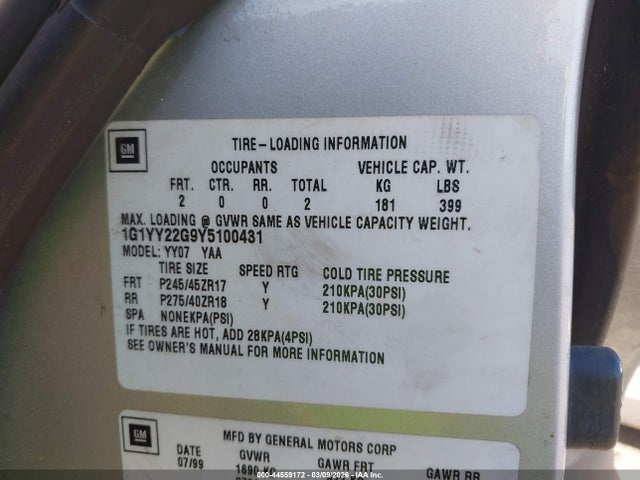 GM
TIRE-LOADING INFORMATION
OCCUPANTS VEHICLE CAP. WT.
FRT. CTR. RR. TOTAL KG LBS
2 0 0 2 181 399
MAX. LOADING @ GVWR SAME AS VEHICLE CAPACITY WEIGHT.
1G1YY22G9Y5100431
MODEL: YY07 YAA
TIRE SIZE SPEED RTG COLD TIRE PRESSURE
FRT P245/45ZR17 Y 210KPA(30PSI)
RR P275/40ZR18 Y 210KPA(30PSI)
SPA NONEKPA(PSI)
IF TIRES ARE HOT, ADD 28KPA(4PSI)
SEE OWNER'S MANUAL FOR MORE INFORMATION
GM
MFD BY GENERAL MOTORS CORP
DATE GVWR GAWR FRT GAWR RR
07/99 1690 KG
000-44559172 - 03/09/2026 - IAA Inc.